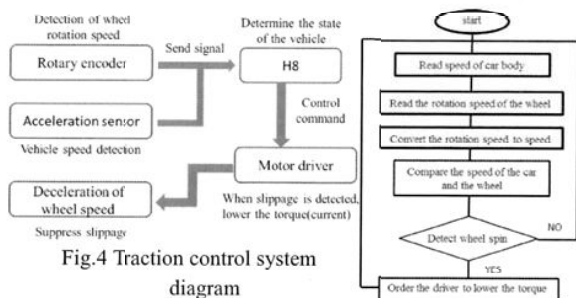 Detection of wheel
rotation speed
Rotary encoder
Send signal
Determine the state
of the vehicle
H8
Acceleration sensor
Vehicle speed detection
Control
command
Motor driver
Deceleration of
wheel speed
When slippage is detected,
lower the torque(current)
Suppress slippage
Fig.4 Traction control system
diagram
start
Read speed of car body
Read the rotation speed of the wheel
Convert the rotation speed to speed
Compare the speed of the car
and the wheel
Detect wheel spin
NO
YES
Order the driver to lower the torque